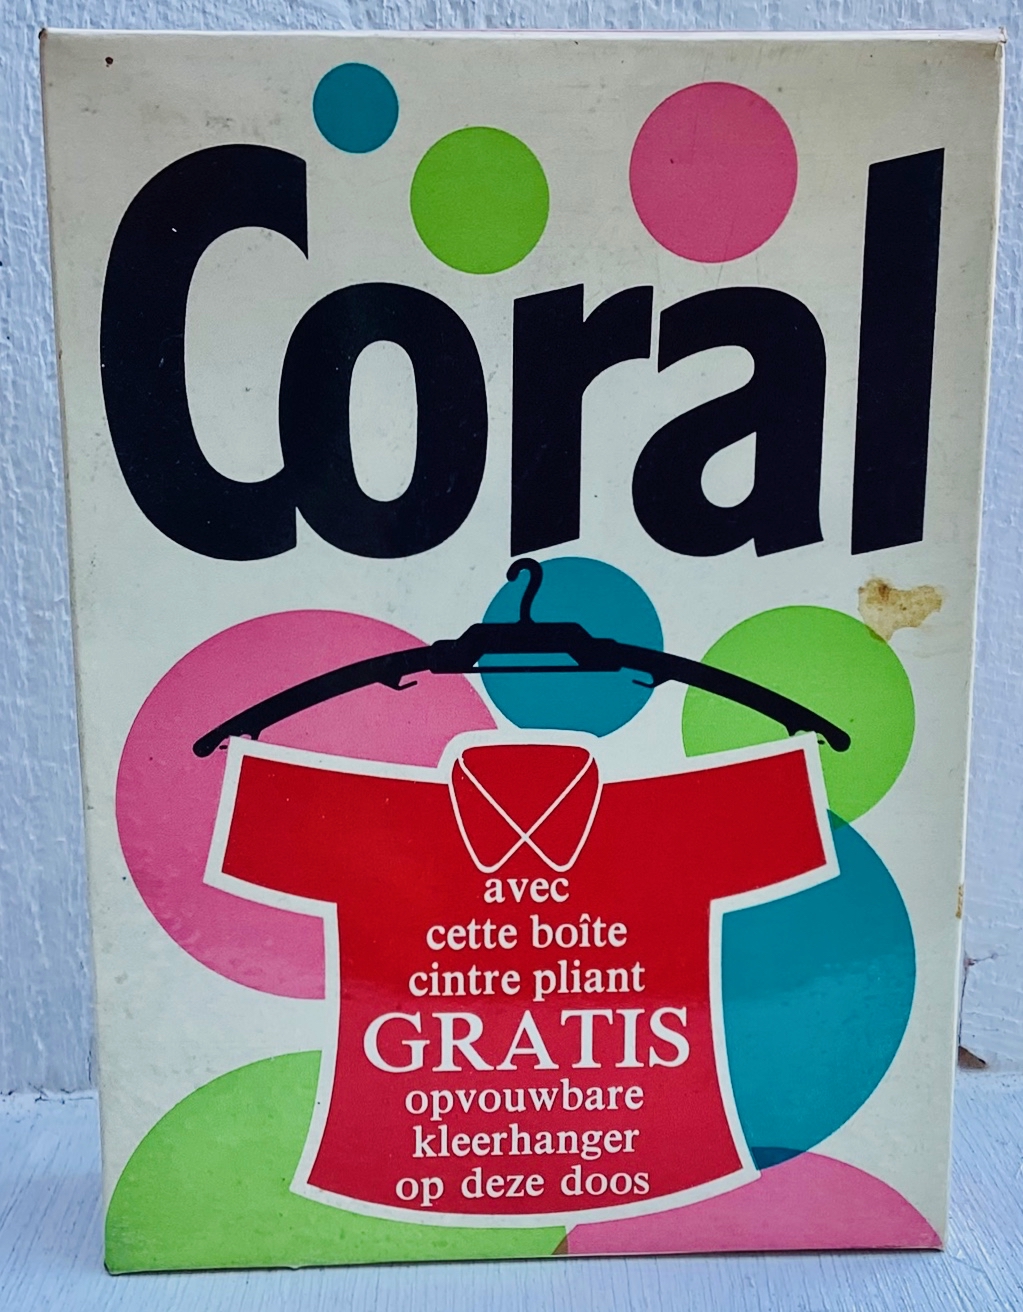 Coral
avec
cette boîte
cintre pliant
GRATIS
opvouwbare
kleerhanger
op deze doos